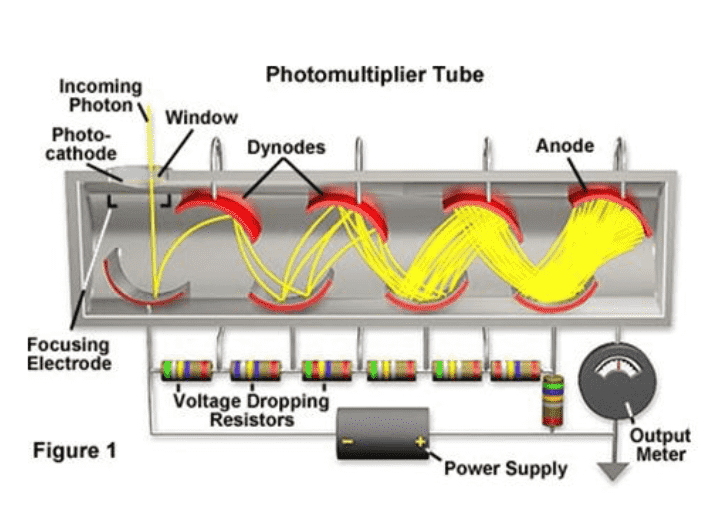 Photomultiplier Tube
Incoming
Photon
Window
Photo-
cathode
Dynodes
Anode
Focusing
Electrode
Voltage Dropping
Resistors
- +
Output
Meter
Power Supply
Figure 1